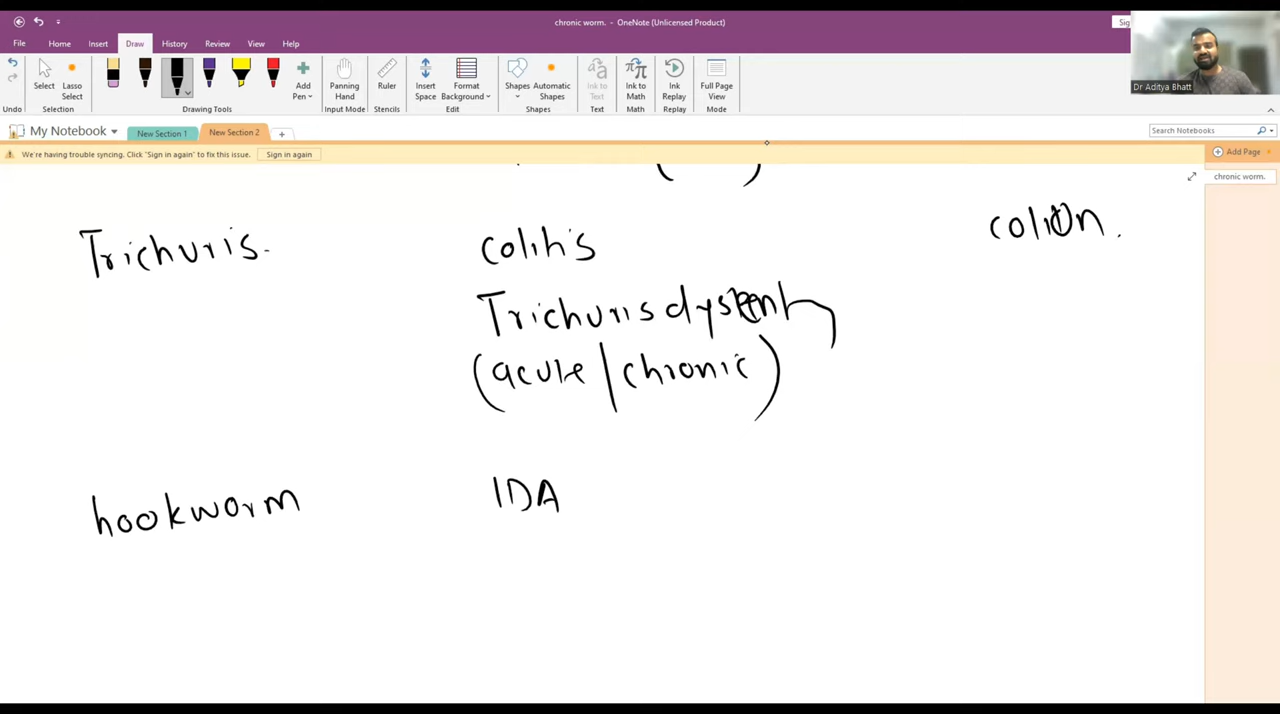 chronic worm. - OneNote (Unlicensed Product)
File Home Insert Draw History Review View Help
Undo
Select
Lasso Select
Add Pen
Panning Hand
Ruler
Insert Space
Format Background
Shapes
Automatic Shapes
Ink to Text
Ink to Math
Ink Replay
Full Page View
Undo Selection Drawing Tools Input Mode Stencils Edit Shapes Text Math Replay Mode
Dr Aditya Bhatt
My Notebook New Section 1 New Section 2 + Search Notebooks
We're having trouble syncing. Click "Sign in again" to fix this issue. Sign in again
Add Page
chronic worm.
Trichuris. colitis colon.
Trichuris dysentry
(acute/chronic)
hookworm IDA